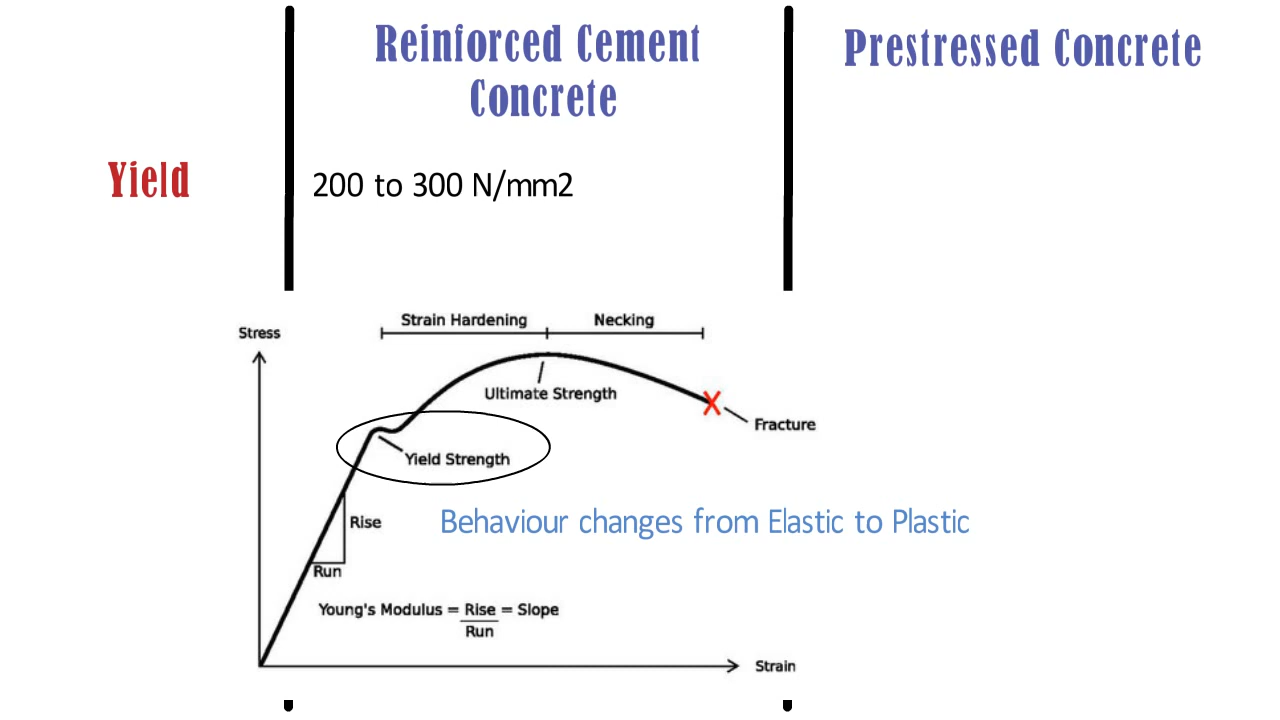 Reinforced Cement
Concrete
Prestressed Concrete
Yield
200 to 300 N/mm2
Strain Hardening
Necking
Stress
Ultimate Strength
Fracture
Yield Strength
Rise
Behaviour changes from Elastic to Plastic
Run
Young's Modulus = Rise = Slope
Run
Strain